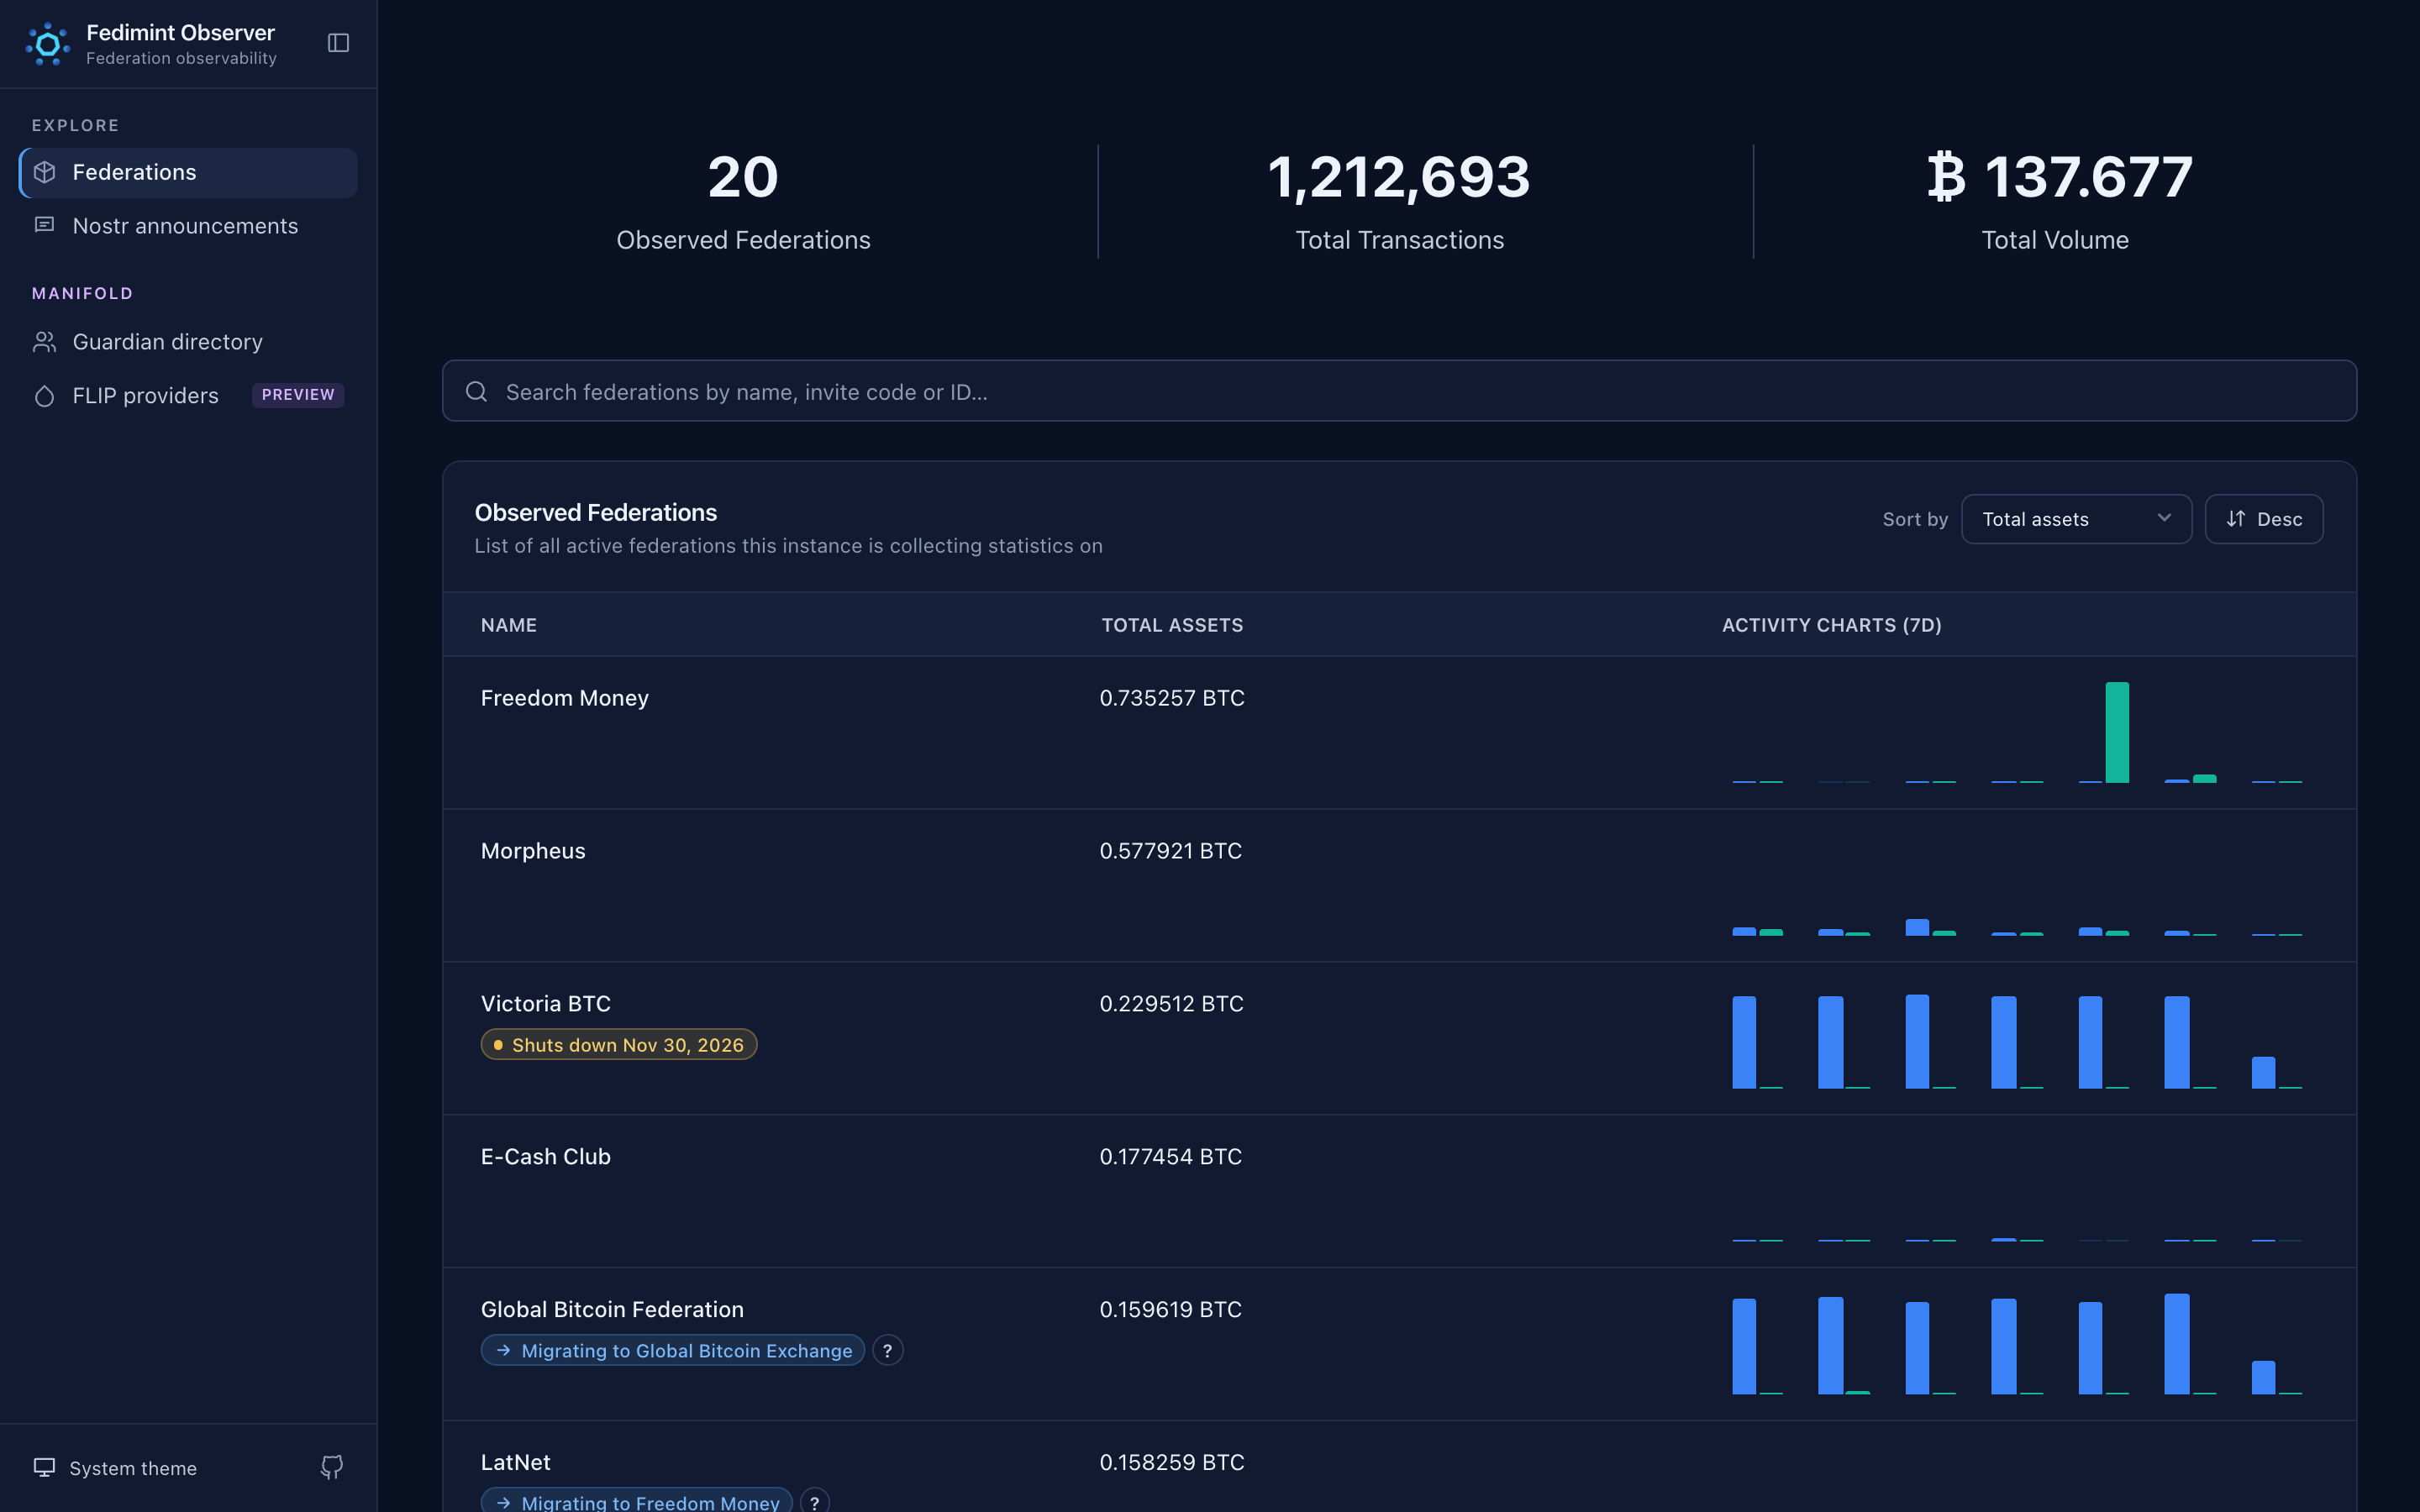 Fedimint Observer
Federation observability
EXPLORE
Federations
Nostr announcements
MANIFOLD
Guardian directory
FLIP providers PREVIEW
System theme
20
Observed Federations
1,212,693
Total Transactions
₿ 137.677
Total Volume
Search federations by name, invite code or ID...
Observed Federations
List of all active federations this instance is collecting statistics on
Sort by Total assets Desc
NAME TOTAL ASSETS ACTIVITY CHARTS (7D)
Freedom Money 0.735257 BTC
Morpheus 0.577921 BTC
Victoria BTC 0.229512 BTC
Shuts down Nov 30, 2026
E-Cash Club 0.177454 BTC
Global Bitcoin Federation 0.159619 BTC
Migrating to Global Bitcoin Exchange ?
LatNet 0.158259 BTC
Migrating to Freedom Money ?